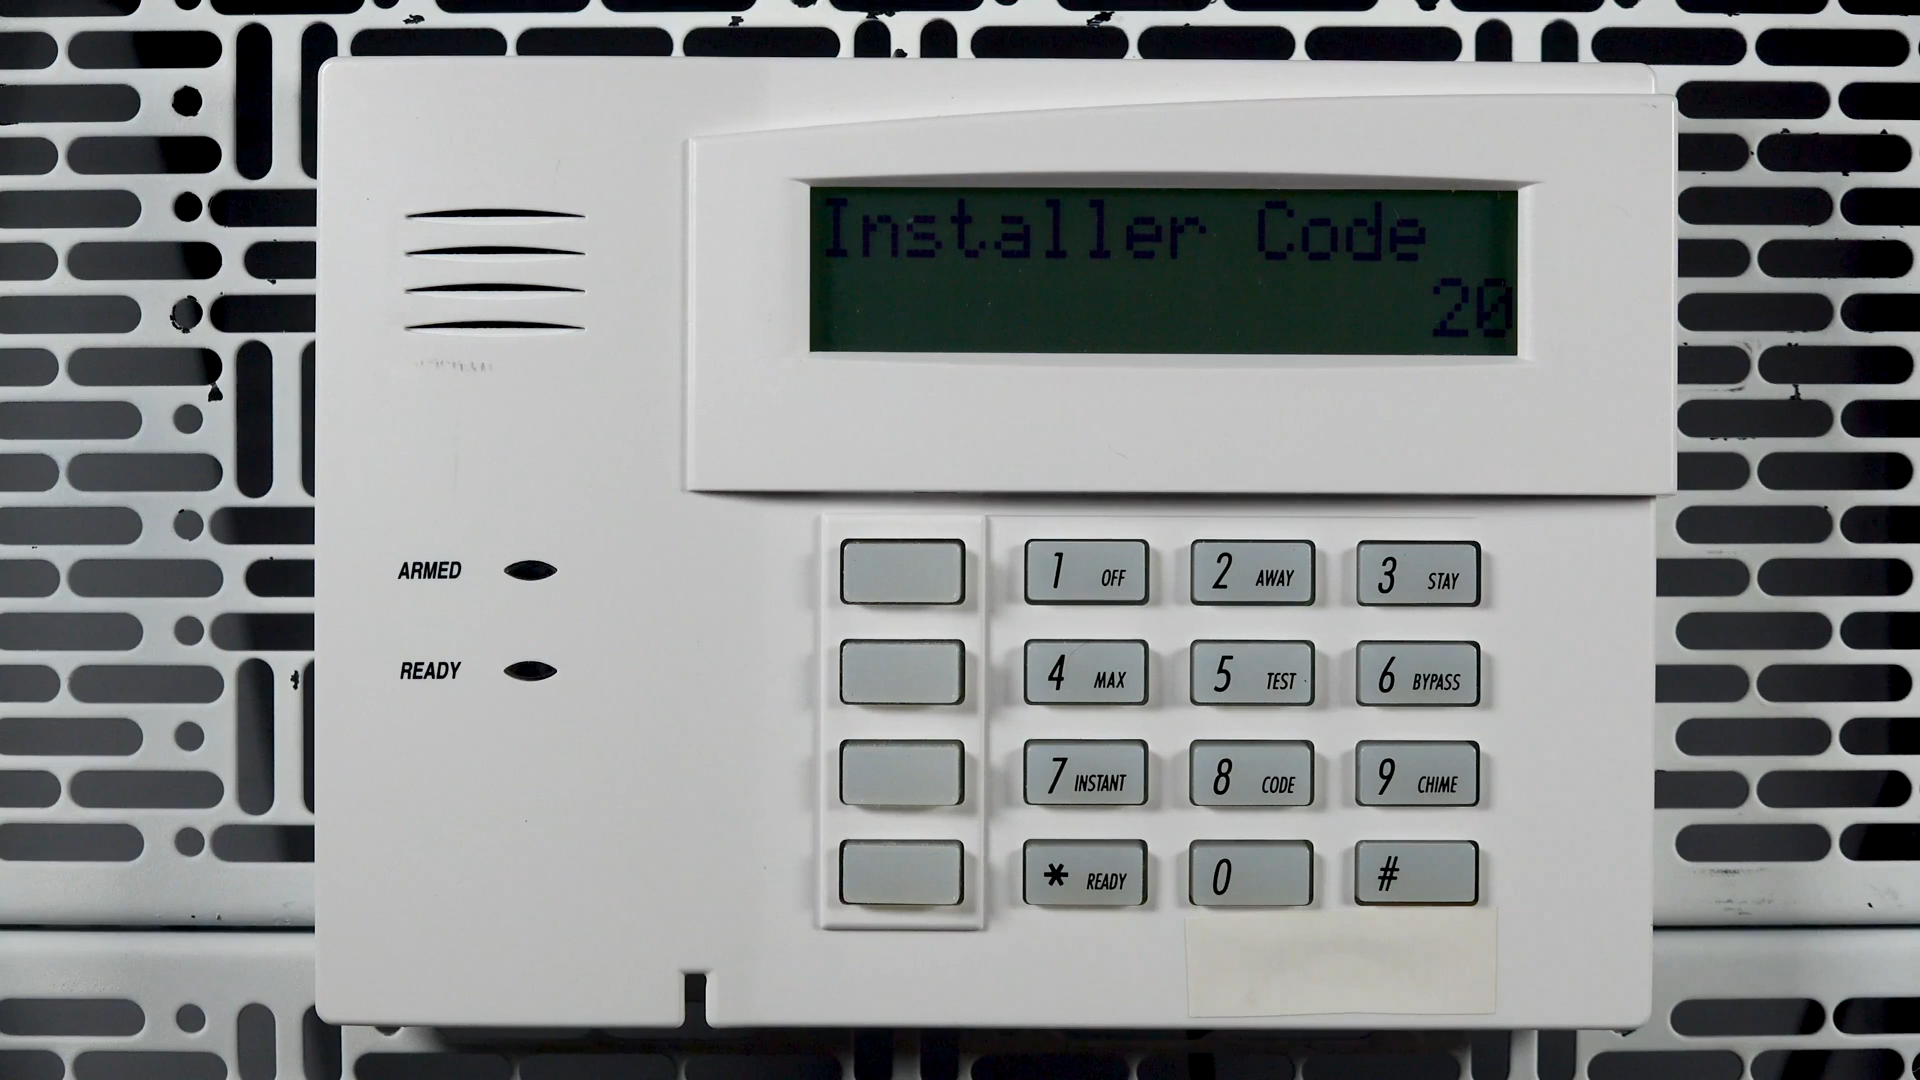 Installer Code
20
ARMED
READY
1 OFF
2 AWAY
3 STAY
4 MAX
5 TEST
6 BYPASS
7 INSTANT
8 CODE
9 CHIME
* READY
0
#